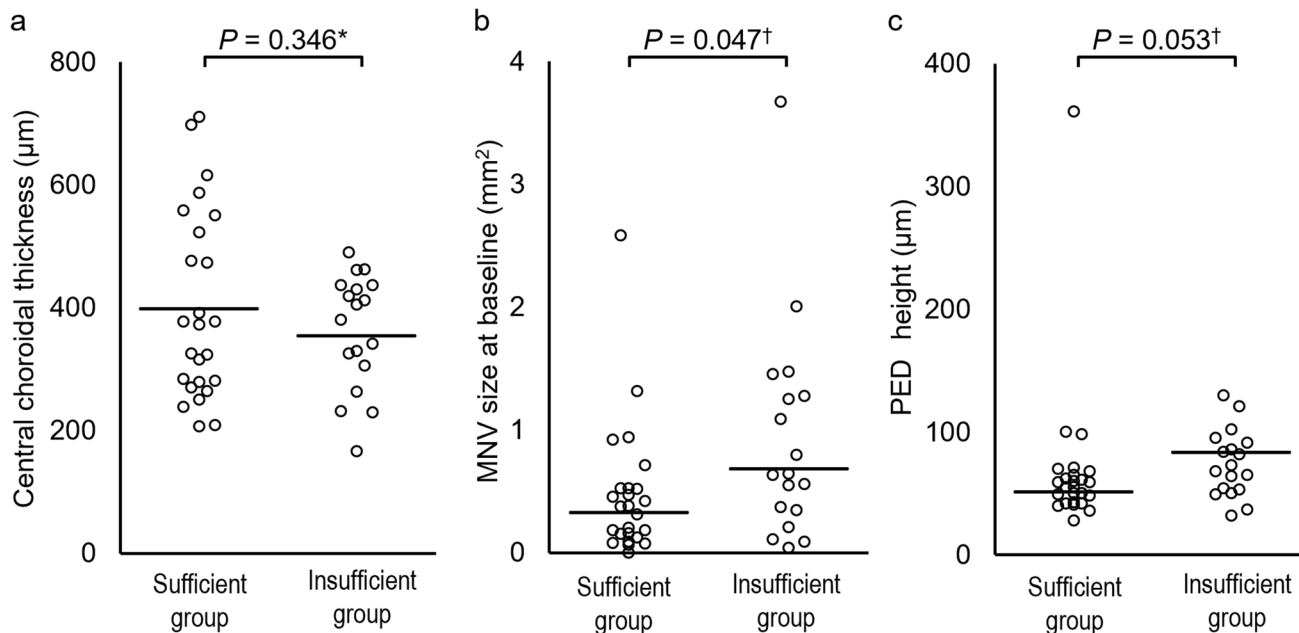 a
P = 0.346*
Central choroidal thickness (µm)
800
600
400
200
0
Sufficient
group
Insufficient
group
b
P = 0.047†
MNV size at baseline (mm²)
4
3
2
1
0
Sufficient
group
Insufficient
group
c
P = 0.053†
PED height (µm)
400
300
200
100
0
Sufficient
group
Insufficient
group